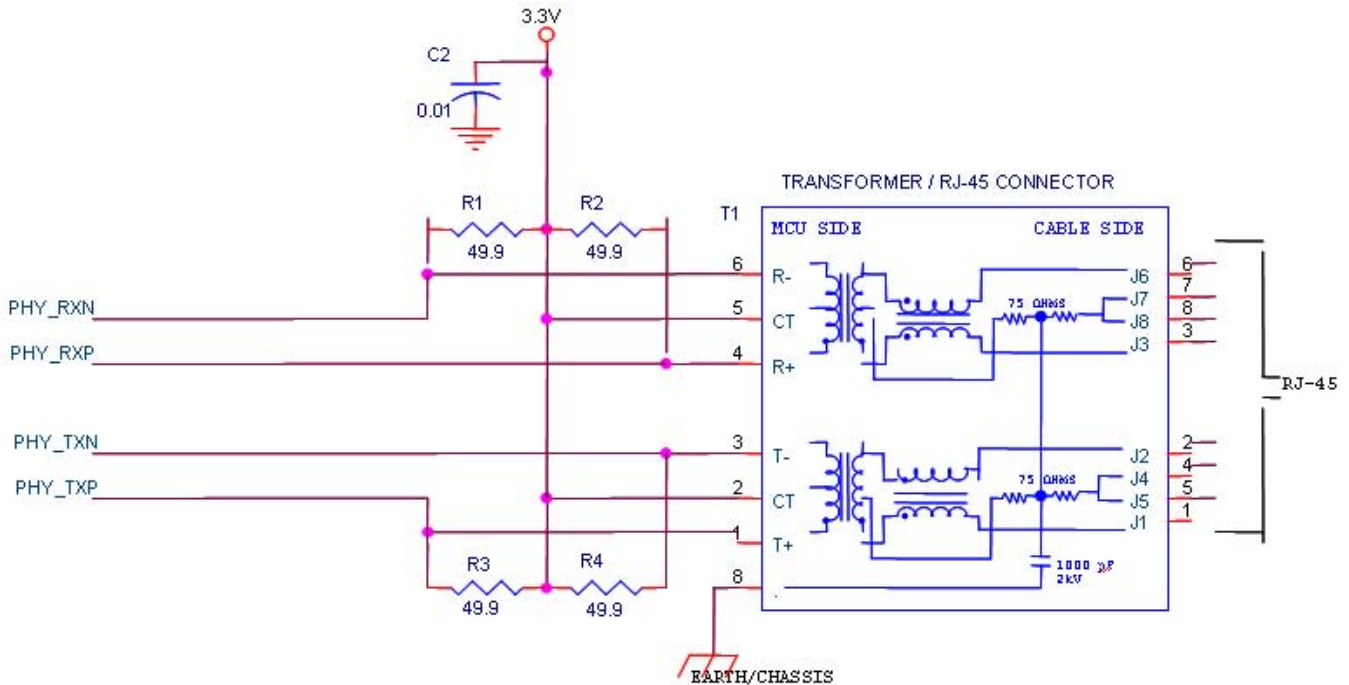 3.3V
C2
0.01
TRANSFORMER / RJ-45 CONNECTOR
R1
R2
T1
49.9
49.9
MCU SIDE
CABLE SIDE
6
R-
J6
6
7
PHY_RXN
5
CT
75 OHMS
J7
J8
8
3
PHY_RXP
4
R+
J3
RJ-45
PHY_TXN
3
T-
J2
2
4
PHY_TXP
2
CT
75 OHMS
J4
J5
5
1
1
T+
J1
R3
R4
8
1000 pF
2kV
49.9
49.9
EARTH/CHASSIS